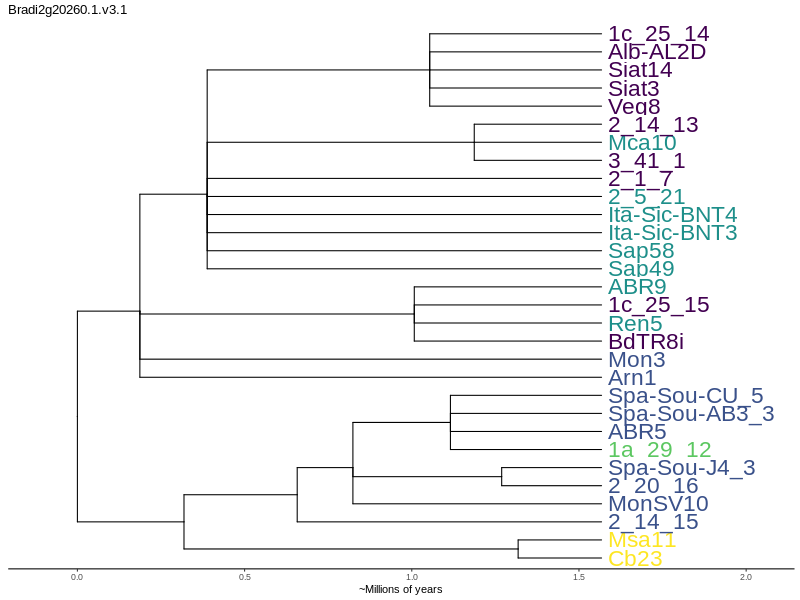 Bradi2g20260.1.v3.1
1c_25_14
Alb-AL2D
Siat14
Siat3
Veg8
2_14_13
Mca10
3_41_1
2_1_7
2_5_21
Ita-Sic-BNT4
Ita-Sic-BNT3
Sap58
Sap49
ABR9
1c_25_15
Ren5
BdTR8i
Mon3
Arn1
Spa-Sou-CU_5
Spa-Sou-AB3_3
ABR5
1a_29_12
Spa-Sou-J4_3
2_20_16
MonSV10
2_14_15
Msa11
Cb23
0.0 0.5 1.0 1.5 2.0
~Millions of years